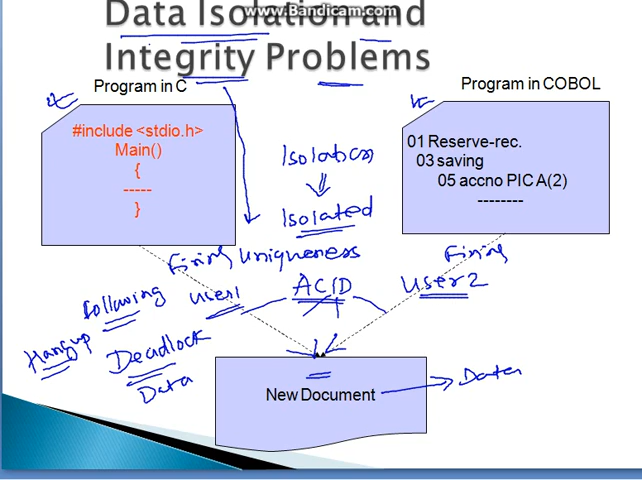 Data Isolation and
www.Bandicam.com
Integrity Problems
Program in C
Program in COBOL
#include <stdio.h>
Main()
{
-----
}
01 Reserve-rec.
03 saving
05 accno PIC A(2)
--------
Isolation
Isolated
Firing Uniqueness
Firing
Following
User1
ACID
User2
Hangup
Deadlock
Data
New Document
Data